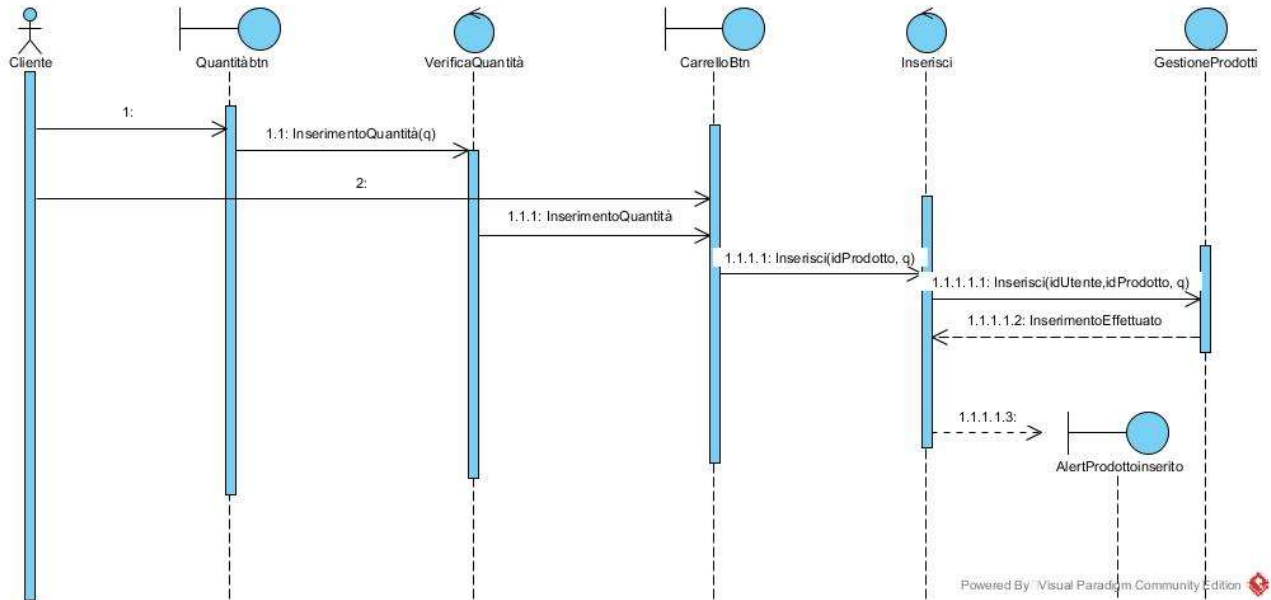 Cliente
Quantitàbtn
VerificaQuantità
CarrelloBtn
Inserisci
GestioneProdotti
1:
1.1: InserimentoQuantità(q)
2:
1.1.1: InserimentoQuantità
1.1.1.1: Inserisci(idProdotto, q)
1.1.1.1.1: Inserisci(idUtente,idProdotto, q)
1.1.1.1.2: InserimentoEffettuato
1.1.1.1.3:
AlertProdottoinserito
Powered By Visual Paradigm Community Edition